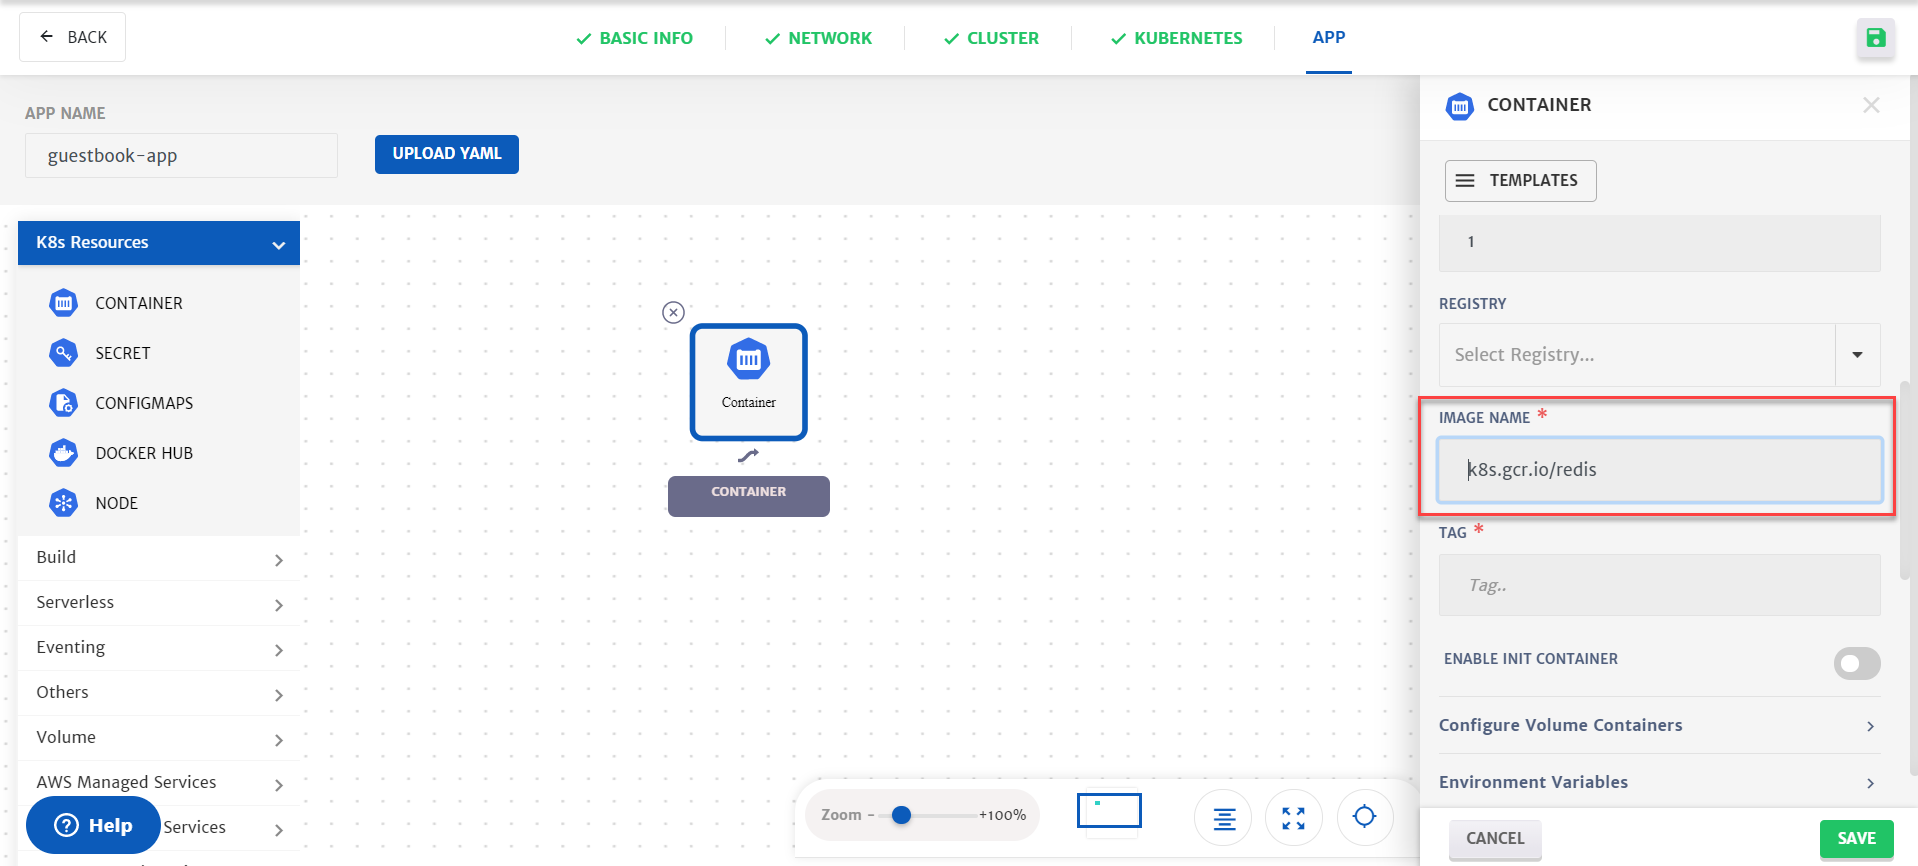 BACK
BASIC INFO
NETWORK
CLUSTER
KUBERNETES
APP
APP NAME
guestbook-app
UPLOAD YAML
K8s Resources
CONTAINER
SECRET
CONFIGMAPS
DOCKER HUB
NODE
Build
Serverless
Eventing
Others
Volume
AWS Managed Services
Services
Help
Container
CONTAINER
Zoom - +100%
CONTAINER
TEMPLATES
1
REGISTRY
Select Registry...
IMAGE NAME *
k8s.gcr.io/redis
TAG *
Tag..
ENABLE INIT CONTAINER
Configure Volume Containers
Environment Variables
CANCEL
SAVE